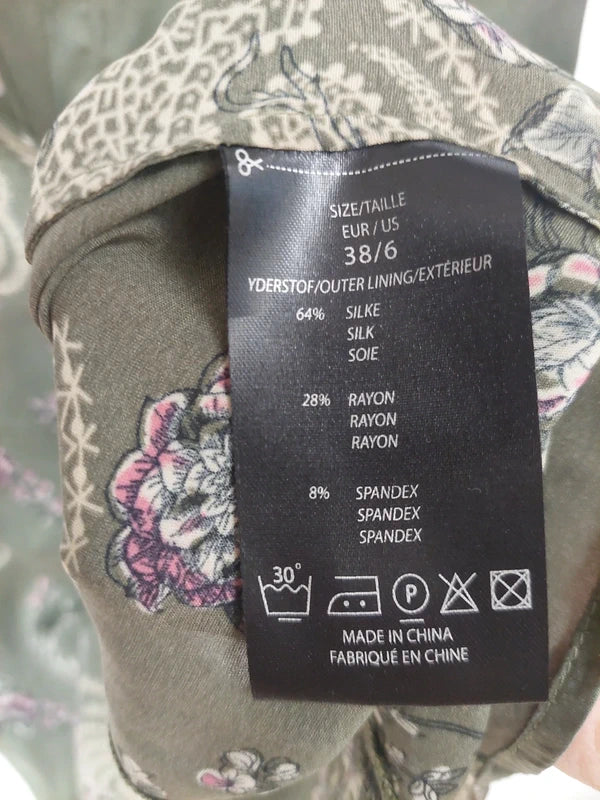 SIZE/TAILLE
EUR / US
38/6
YDERSTOF/OUTER LINING/EXTÉRIEUR
64% SILKE
SILK
SOIE
28% RAYON
RAYON
RAYON
8% SPANDEX
SPANDEX
SPANDEX
30° P
MADE IN CHINA
FABRIQUÉ EN CHINE